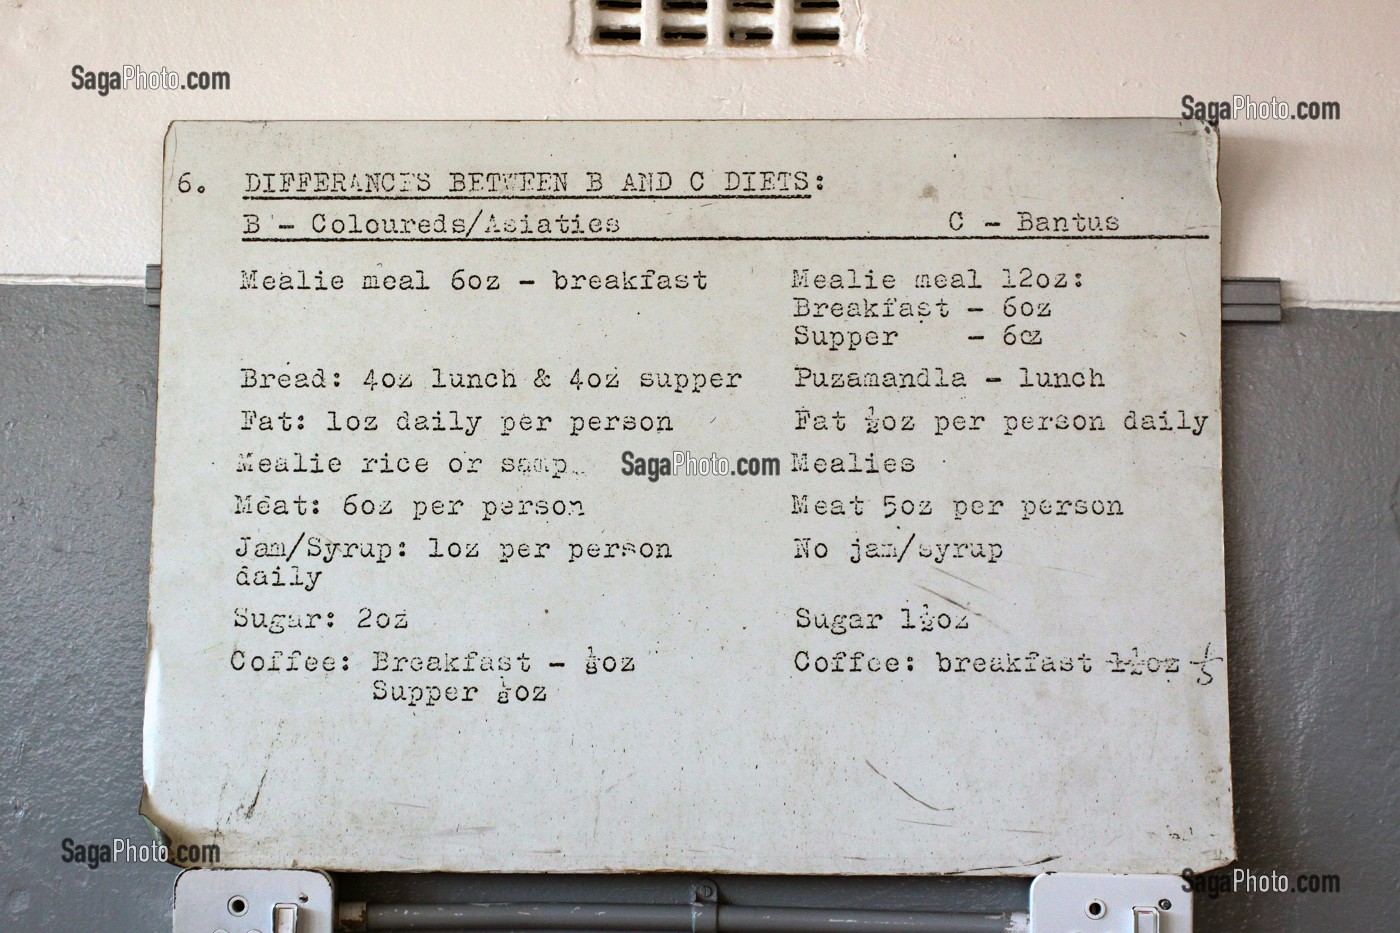 SagaPhoto.com
SagaPhoto.com
6. DIFFERANCES BETWEEN B AND C DIETS:
B - Coloureds/Asiaties C - Bantus
Mealie meal 6oz - breakfast Mealie meal 12oz:
Breakfast - 6oz
Supper - 6oz
Bread: 4oz lunch & 4oz supper Puzamandla - lunch
Fat: 1oz daily per person Fat ½oz per person daily
Mealie rice or samp. SagaPhoto.com Mealies
Meat: 6oz per person Meat 5oz per person
Jam/Syrup: 1oz per person No jam/syrup
daily
Sugar: 2oz Sugar 1½oz
Coffee: Breakfast - ⅛oz Coffee: breakfast 1½oz
Supper ⅛oz
SagaPhoto.com
SagaPhoto.com